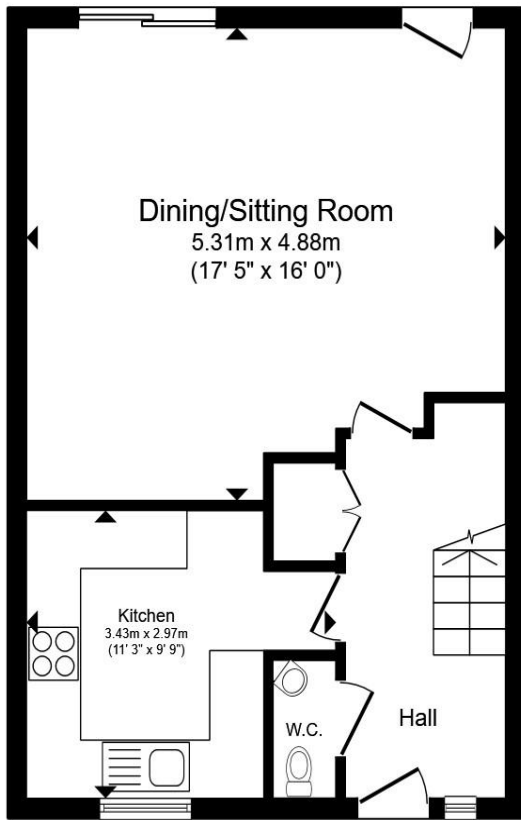 Dining/Sitting Room
5.31m x 4.88m
(17' 5" x 16' 0")
Kitchen
3.43m x 2.97m
(11' 3" x 9' 9")
W.C.
Hall